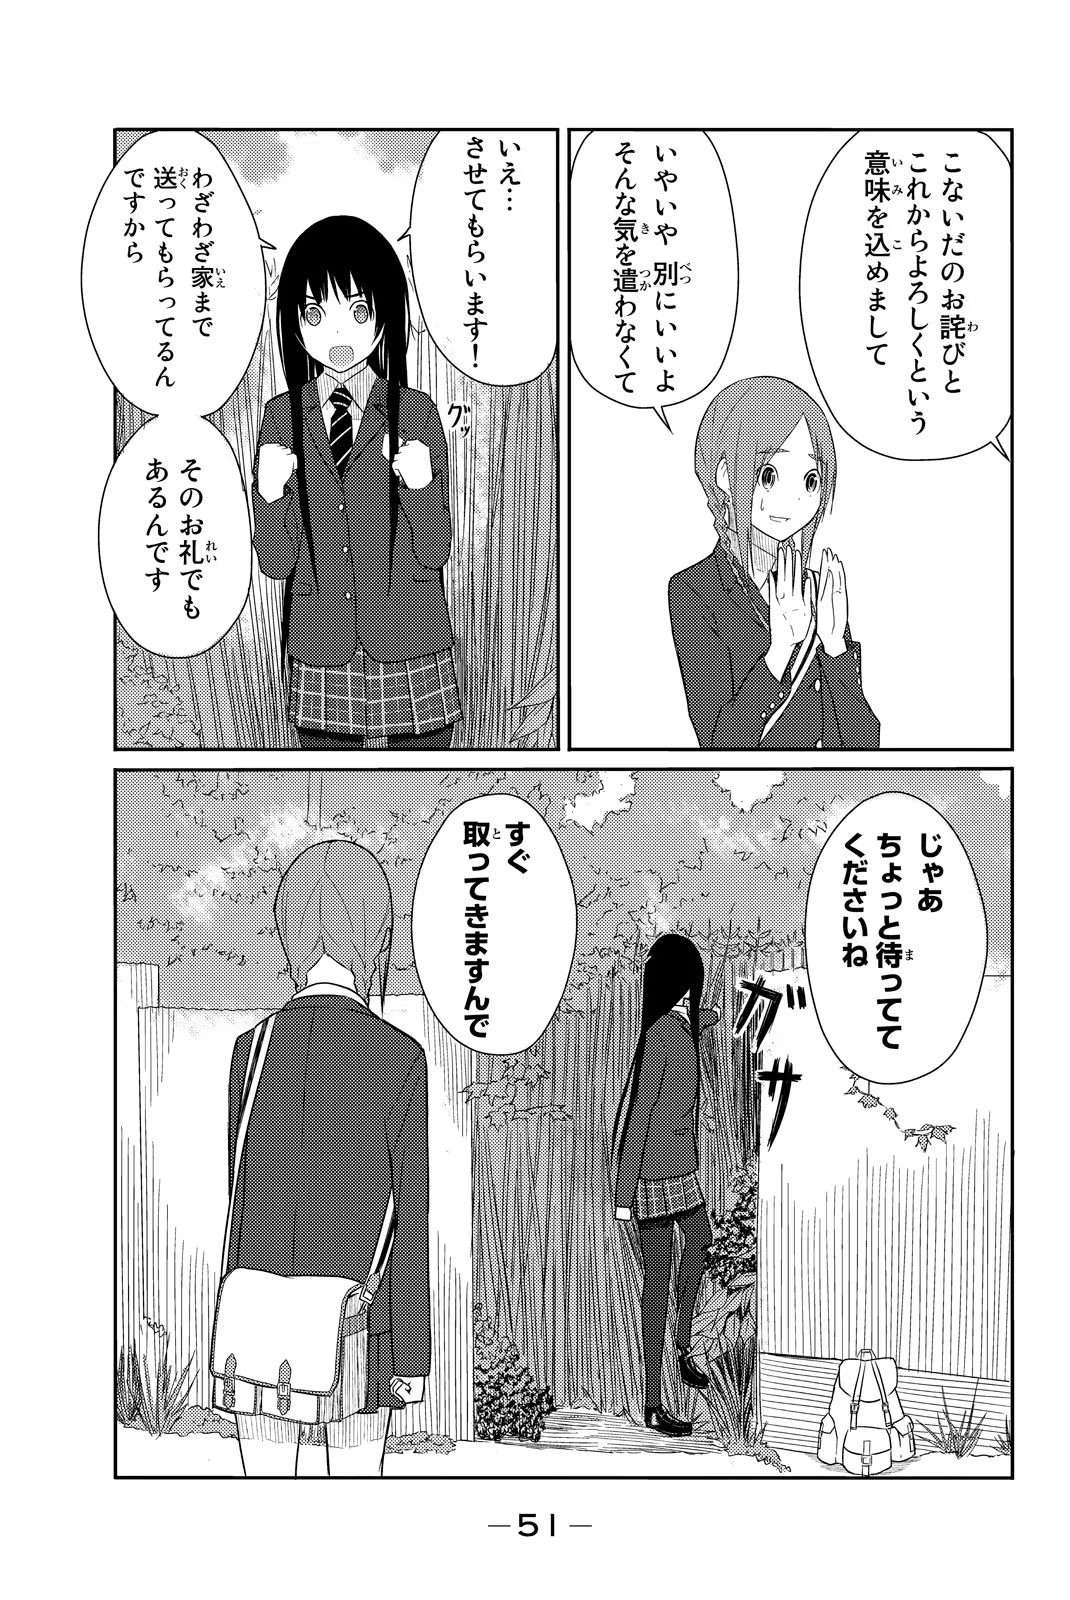 こないだのお詫びと
これからよろしくという
意味を込めまして
いやいや 別にいいよ
そんな気を遣わなくて
いえ…
させてもらいます!
グッ
わざわざ家まで
送ってもらってるん
ですから
そのお礼でも
あるんです
じゃあ
ちょっと待ってて
くださいね
ガサ
すぐ
取ってきますんで
—51—